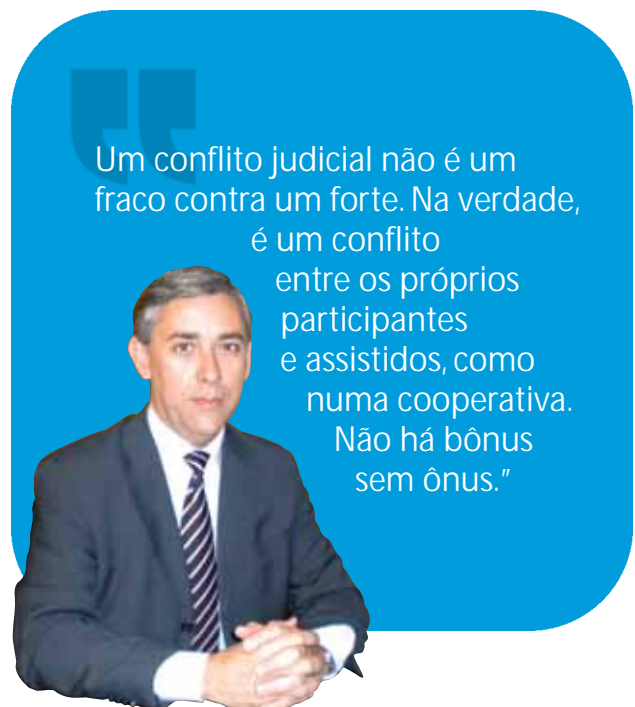 Um conflito judicial não é um
fraco contra um forte. Na verdade,
é um conflito
entre os próprios
participantes
e assistidos, como
numa cooperativa.
Não há bônus
sem ônus."